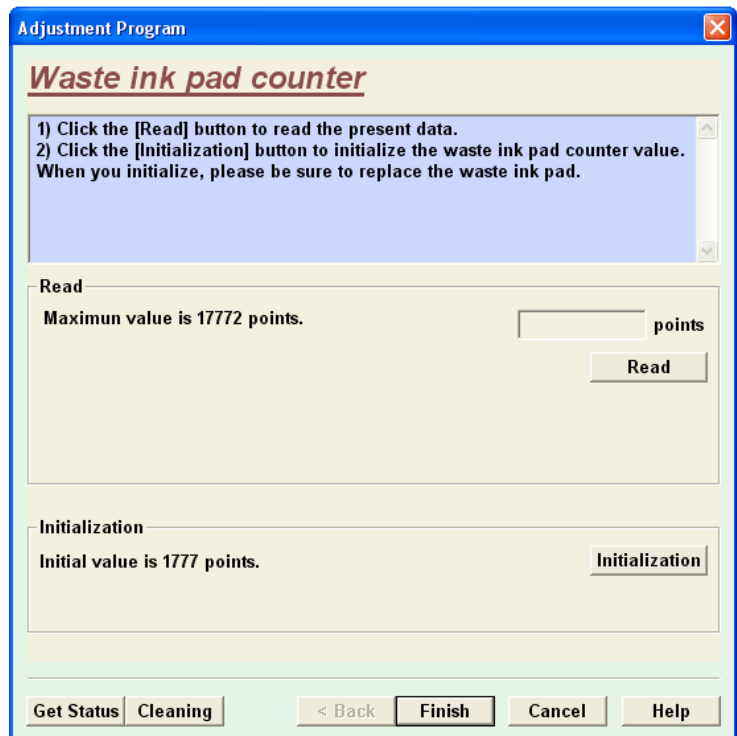 Adjustment Program
Waste ink pad counter
1) Click the [Read] button to read the present data.
2) Click the [Initialization] button to initialize the waste ink pad counter value.
When you initialize, please be sure to replace the waste ink pad.
Read
Maximun value is 17772 points.
points
Read
Initialization
Initial value is 1777 points.
Initialization
Get Status Cleaning < Back Finish Cancel Help